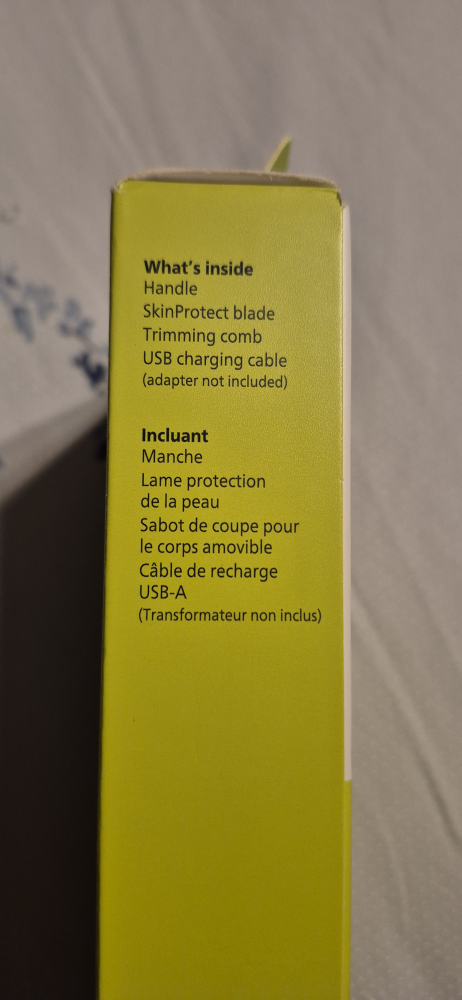 What's inside
Handle
SkinProtect blade
Trimming comb
USB charging cable
(adapter not included)
Incluant
Manche
Lame protection
de la peau
Sabot de coupe pour
le corps amovible
Câble de recharge
USB-A
(Transformateur non inclus)